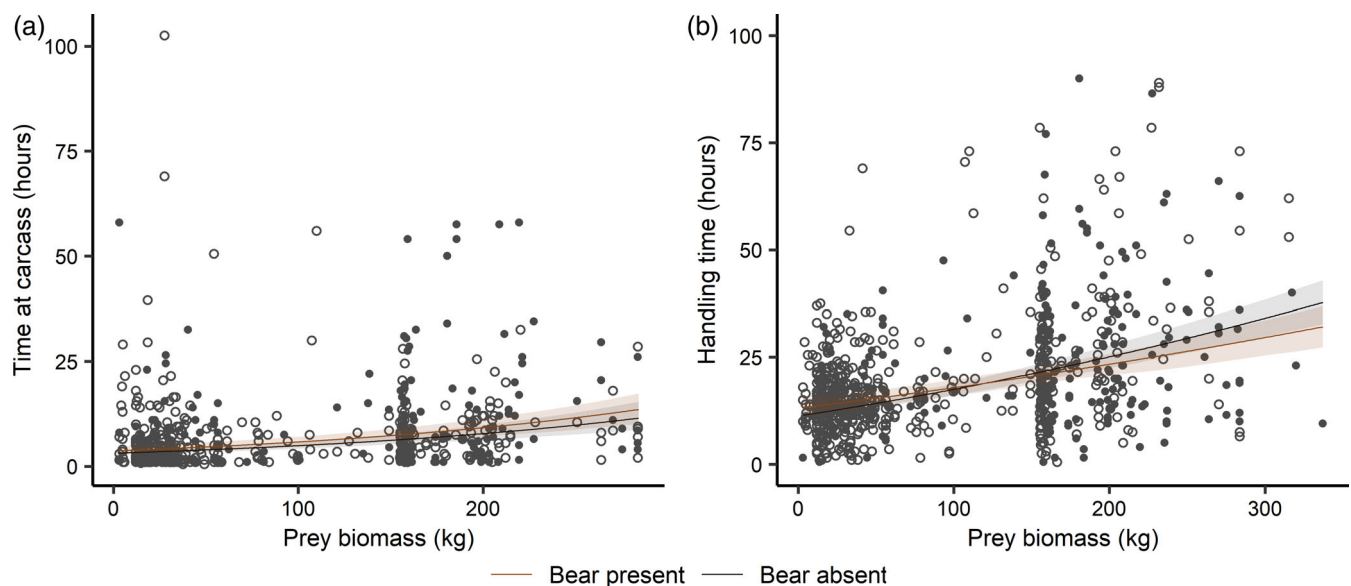 (a)
Time at carcass (hours)
100
75
50
25
0
0 100 200
Prey biomass (kg)
(b)
Handling time (hours)
100
75
50
25
0
0 100 200 300
Prey biomass (kg)
Bear present Bear absent